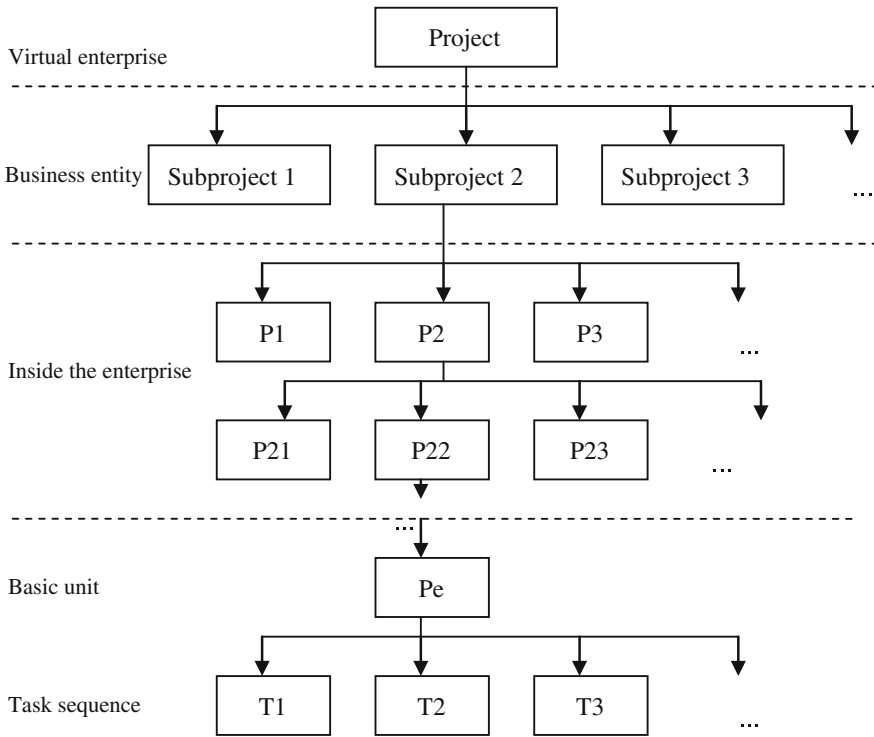 Project
Virtual enterprise
Business entity
Subproject 1
Subproject 2
Subproject 3
...
P1
P2
P3
...
Inside the enterprise
P21
P22
P23
...
...
Basic unit
Pe
Task sequence
T1
T2
T3
...